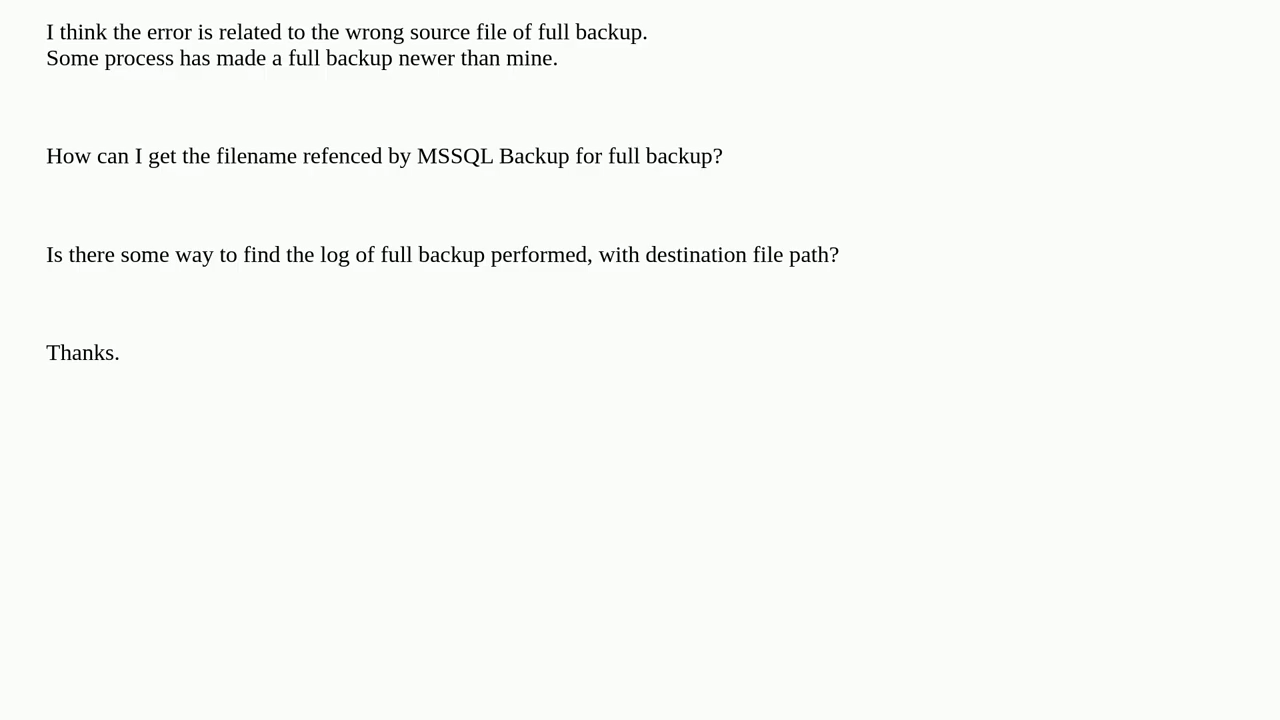 I think the error is related to the wrong source file of full backup.
Some process has made a full backup newer than mine.
How can I get the filename refenced by MSSQL Backup for full backup?
Is there some way to find the log of full backup performed, with destination file path?
Thanks.